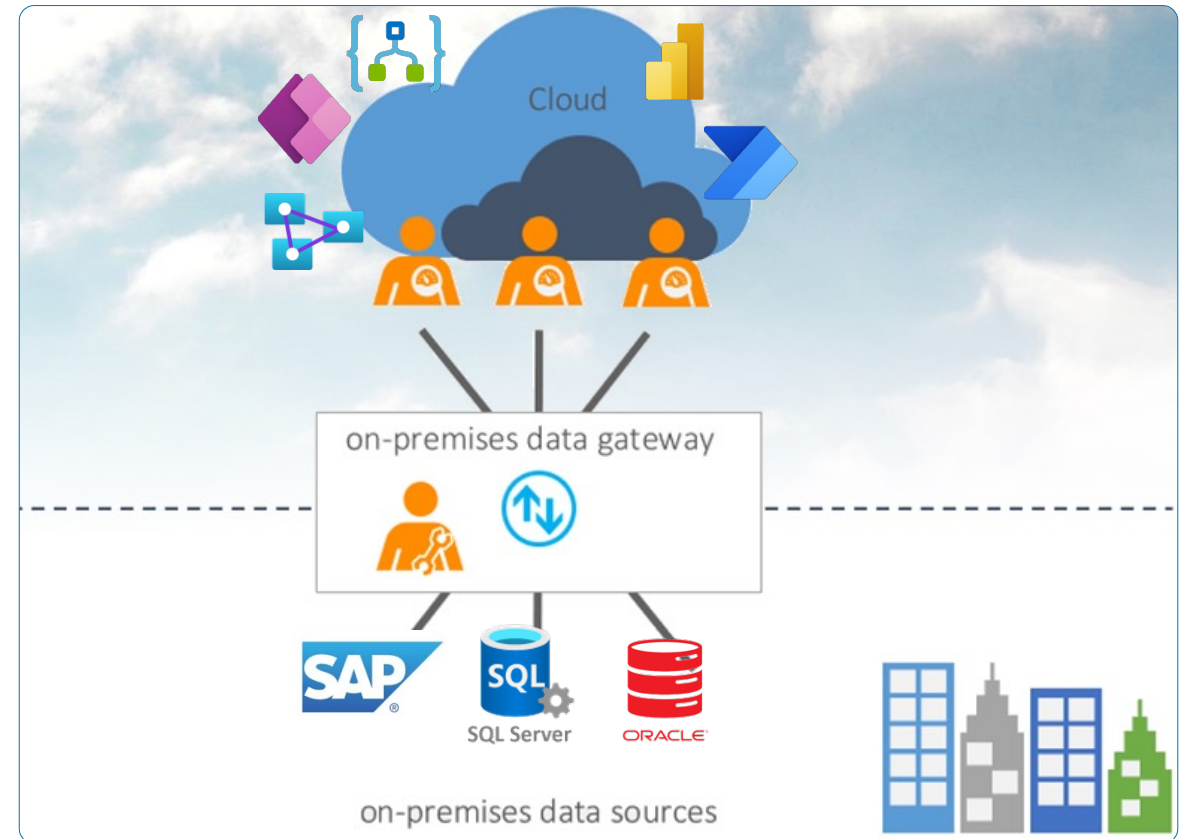 Cloud
on-premises data gateway
SAP®
SQL
SQL Server
ORACLE®
on-premises data sources